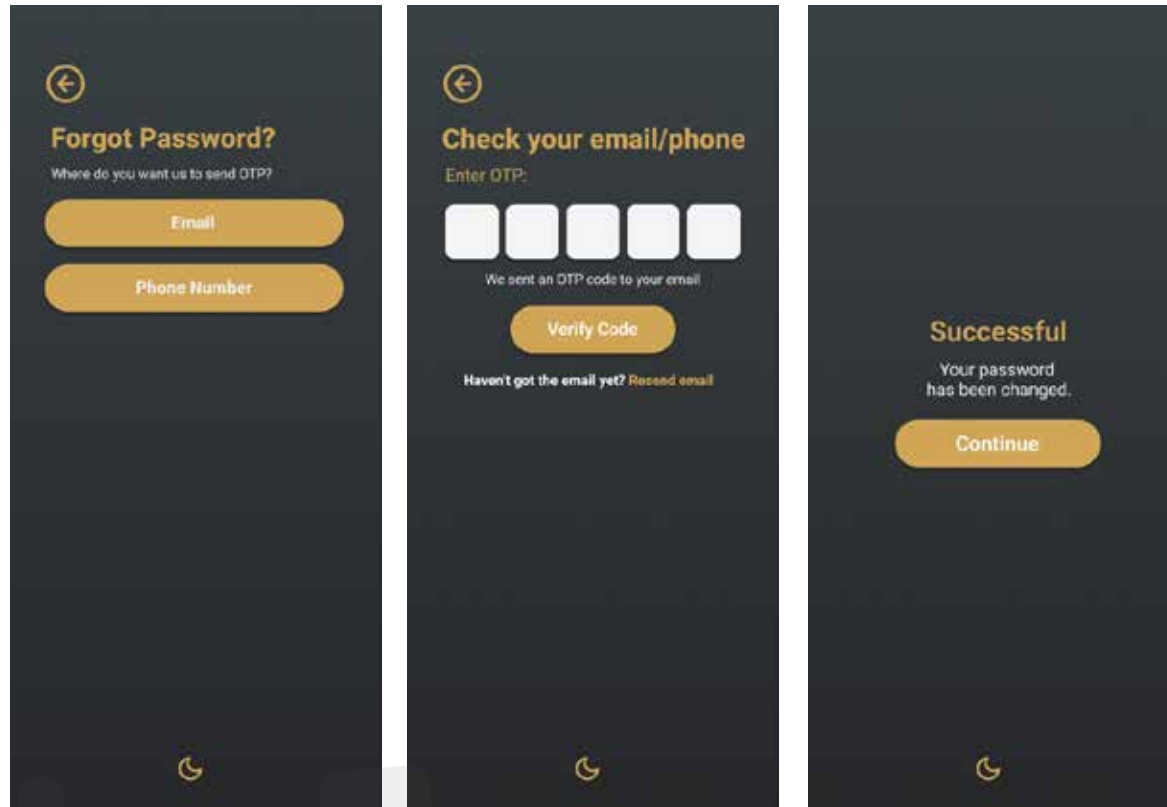 Forgot Password?
Where do you want us to send OTP?
Email
Phone Number
Check your email/phone
Enter OTP:
We sent an OTP code to your email
Verify Code
Haven't got the email yet? Resend email
Successful
Your password
has been changed.
Continue